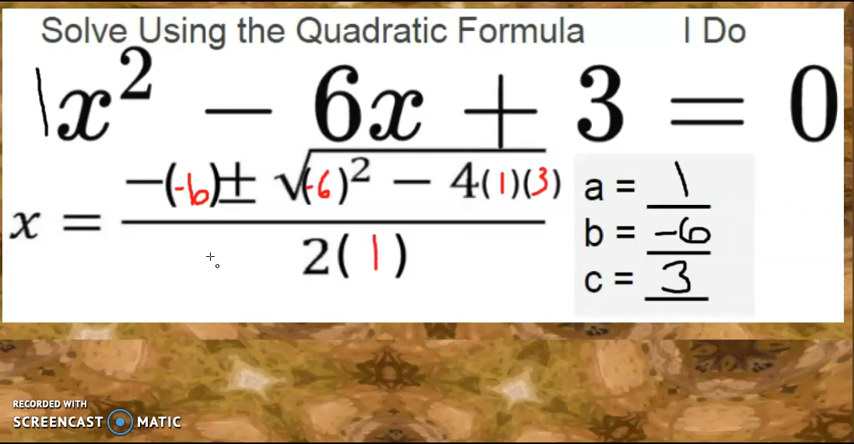 Solve Using the Quadratic Formula I Do
1x² − 6x + 3 = 0
x = (−(-6) ± √((-6)² − 4(1)(3))) / 2(1)
a = 1
b = -6
c = 3
RECORDED WITH
SCREENCAST MATIC